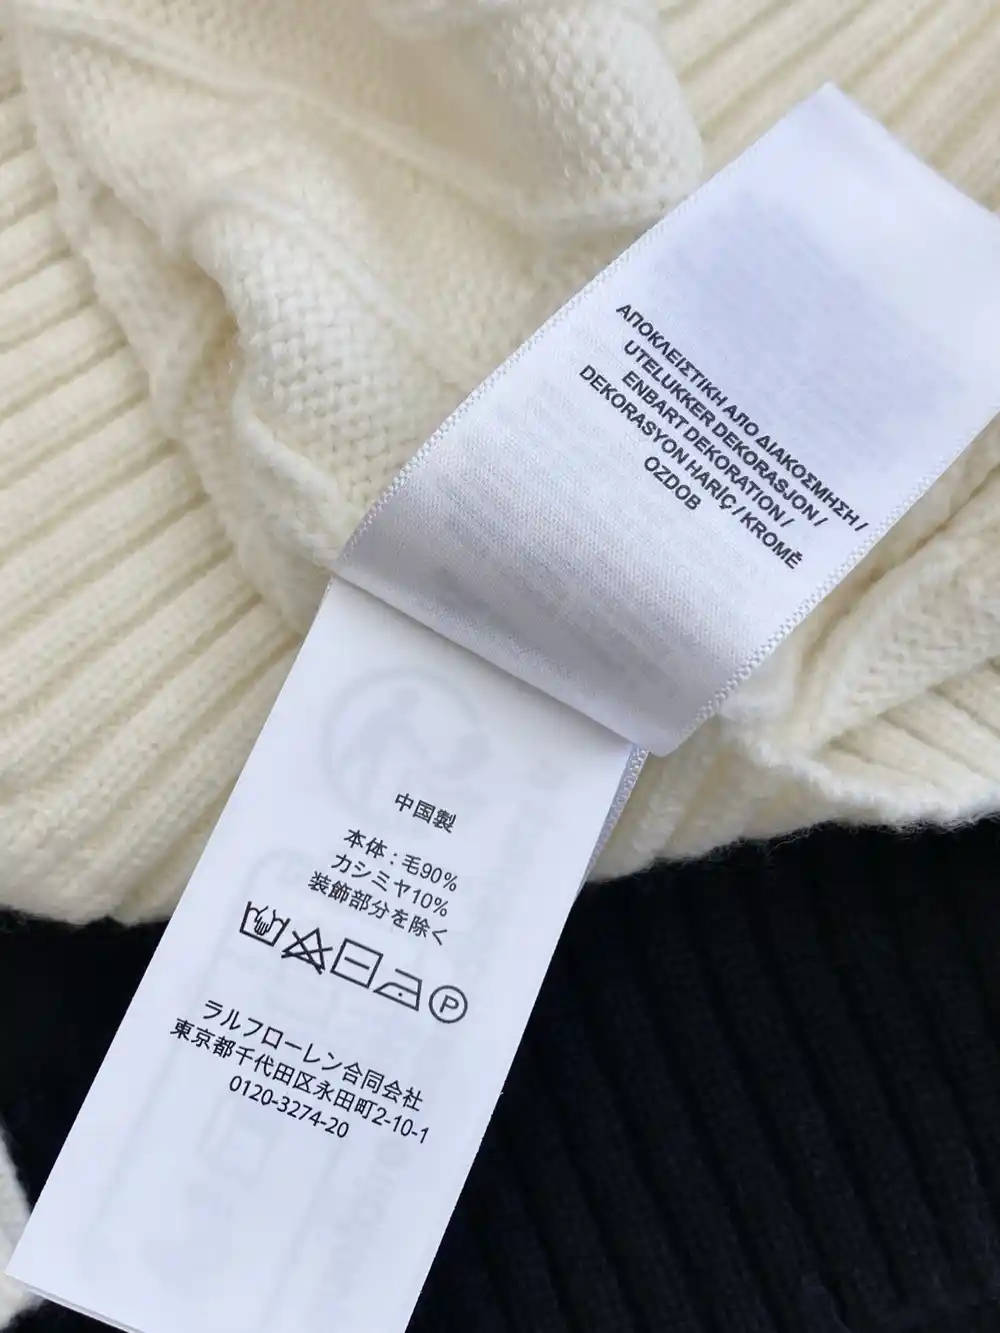 ΑΠΟΚΛΕΙΣΤΙΚΗ ΑΠΟ ΔΙΑΚΟΣΜΗΣΗ /
UTELUKKER DEKORASJON /
ENBART DEKORATION /
DEKORASYON HARİÇ / KROMĚ
OZDOB
中国製
本体：毛90%
カシミヤ10%
装飾部分を除く
P
ラルフローレン合同会社
東京都千代田区永田町2-10-1
0120-3274-20